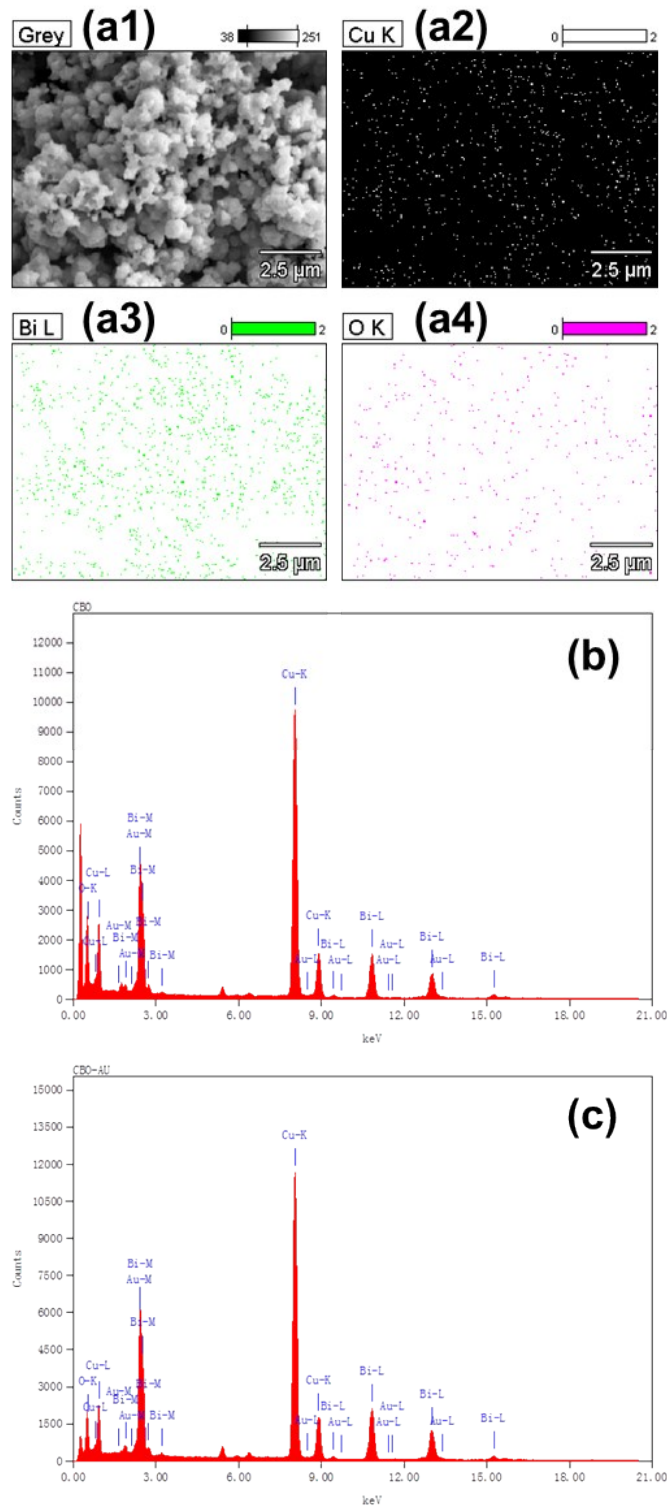 Grey (a1) 38 251
2.5 μm
Cu K (a2) 0 2
2.5 μm
Bi L (a3) 0 2
2.5 μm
O K (a4) 0 2
2.5 μm
CBO
(b)
Counts
12000
11000
10000
9000
8000
7000
6000
5000
4000
3000
2000
1000
0
Cu-K
Bi-M
Au-M
Cu-L Bi-M
O-K
Au-M Bi-M Cu-K
Cu-L Bi-M Bi-L Bi-L Au-L Bi-L
Au-M Bi-M Au-L Au-L Au-L Au-L Bi-L
0.00 3.00 6.00 9.00 12.00 15.00 18.00 21.00
keV
CBO-AU
(c)
Counts
15000
13500
12000
10500
9000
7500
6000
4500
3000
1500
0
Cu-K
Bi-M
Au-M
Bi-M
Cu-L
O-K Au-M Bi-M Cu-K Bi-L
Cu-L Bi-M Bi-L Au-L Bi-L
Au-M Bi-M Au-L Au-L Au-L Au-L Bi-L
0.00 3.00 6.00 9.00 12.00 15.00 18.00 21.00
keV